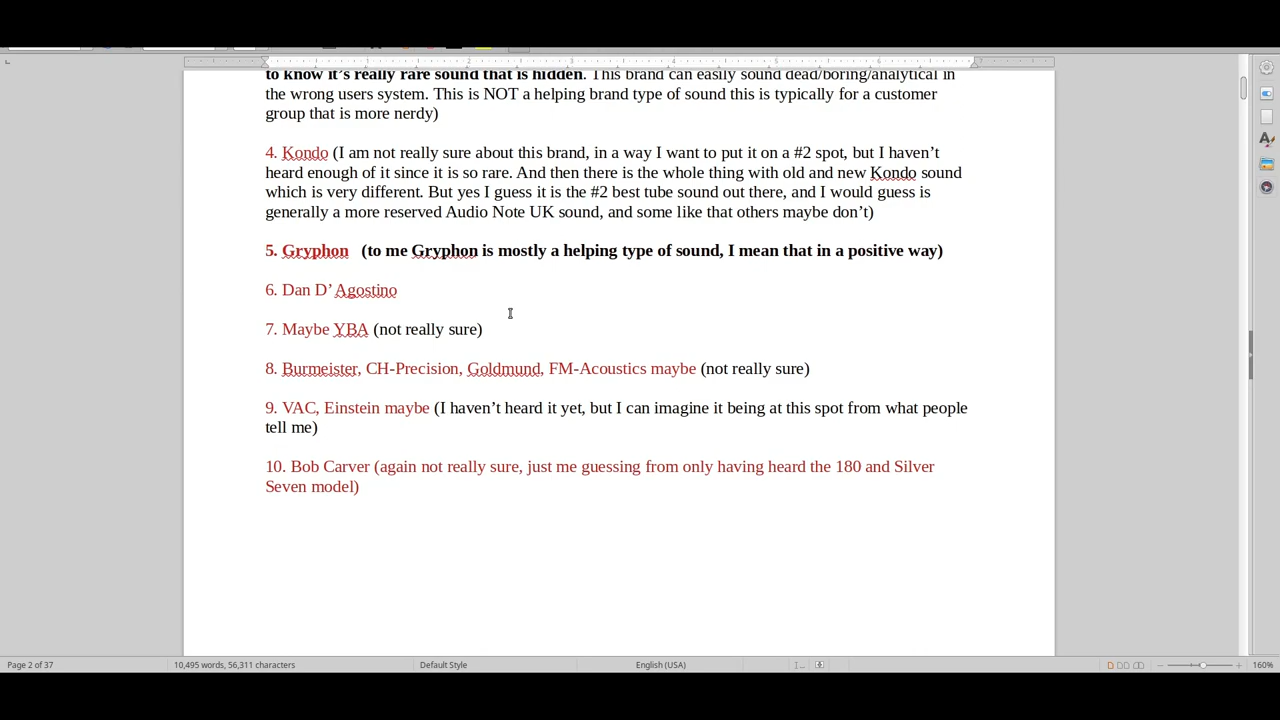 to know it’s really rare sound that is hidden. This brand can easily sound dead/boring/analytical in
the wrong users system. This is NOT a helping brand type of sound this is typically for a customer
group that is more nerdy)
4. Kondo (I am not really sure about this brand, in a way I want to put it on a #2 spot, but I haven’t
heard enough of it since it is so rare. And then there is the whole thing with old and new Kondo sound
which is very different. But yes I guess it is the #2 best tube sound out there, and I would guess is
generally a more reserved Audio Note UK sound, and some like that others maybe don’t)
5. Gryphon (to me Gryphon is mostly a helping type of sound, I mean that in a positive way)
6. Dan D’ Agostino
7. Maybe YBA (not really sure)
8. Burmeister, CH-Precision, Goldmund, FM-Acoustics maybe (not really sure)
9. VAC, Einstein maybe (I haven’t heard it yet, but I can imagine it being at this spot from what people
tell me)
10. Bob Carver (again not really sure, just me guessing from only having heard the 180 and Silver
Seven model)
Page 2 of 37 10,495 words, 56,311 characters Default Style English (USA) 160%